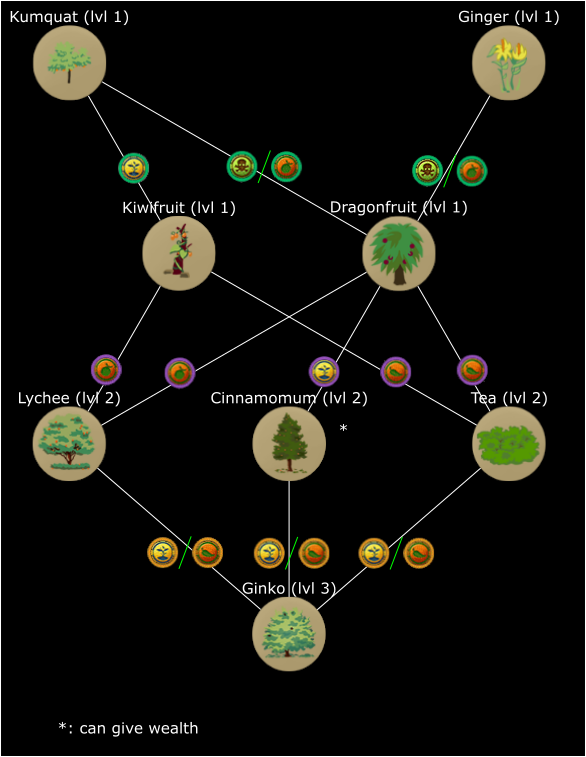 Kumquat (lvl 1)
Ginger (lvl 1)
Kiwifruit (lvl 1)
Dragonfruit (lvl 1)
Lychee (lvl 2)
Cinnamomum (lvl 2)
Tea (lvl 2)
*
Ginko (lvl 3)
*: can give wealth